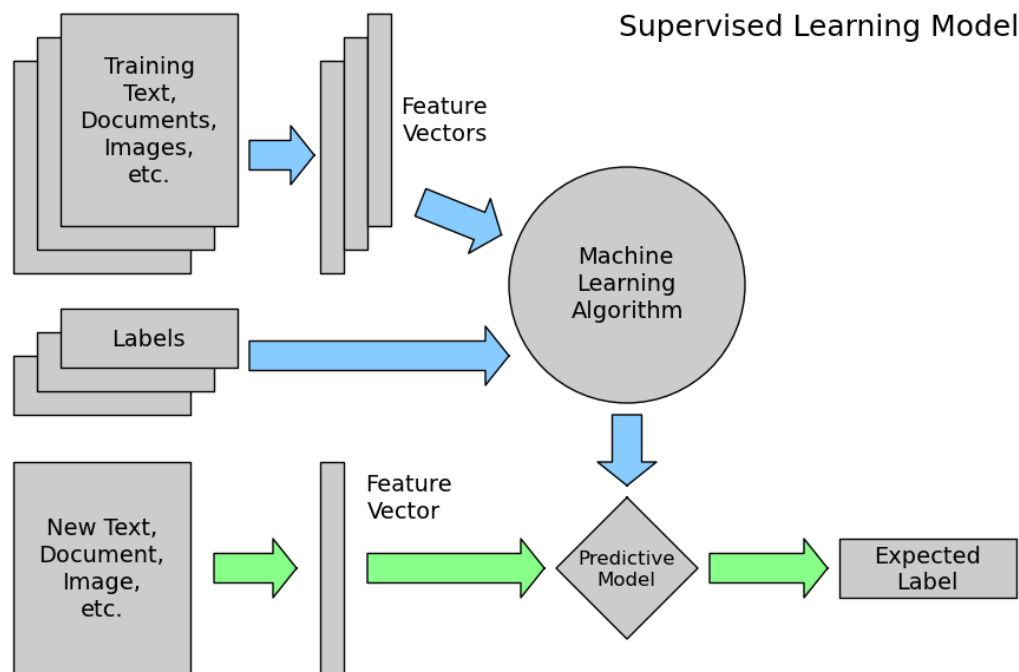 Supervised Learning Model
Training
Text,
Documents,
Images,
etc.
Feature
Vectors
Machine
Learning
Algorithm
Labels
New Text,
Document,
Image,
etc.
Feature
Vector
Predictive
Model
Expected
Label